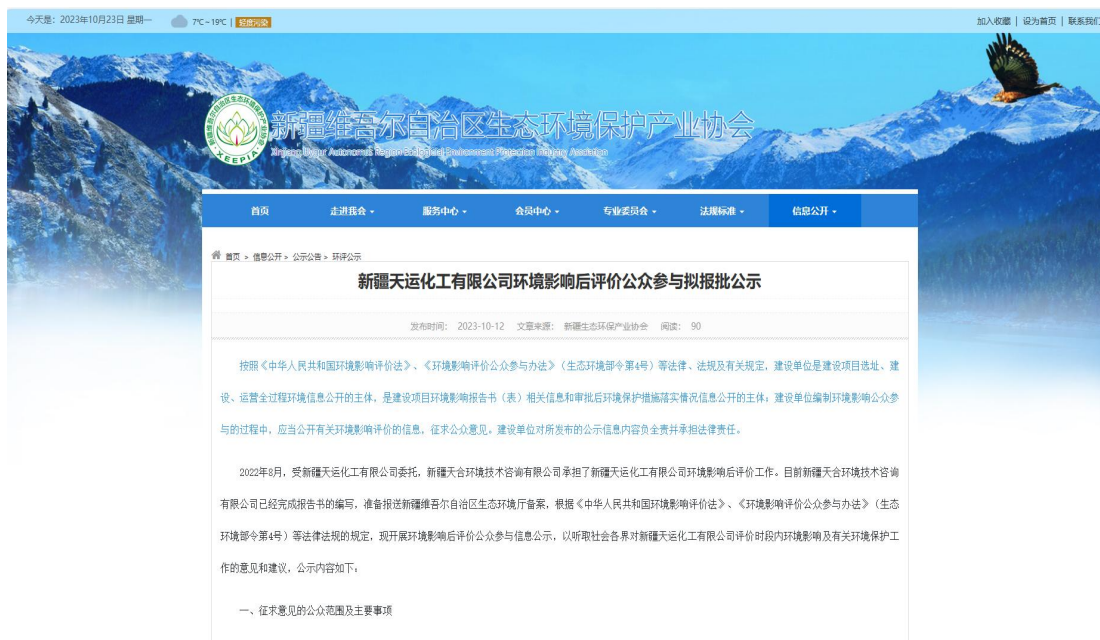 今天是：2023年10月23日 星期一
7℃~19℃ | 轻度污染
加入收藏 | 设为首页 | 联系我们
新疆维吾尔自治区生态环境保护产业协会
Xinjiang Uygur Autonomous Region Ecological Environment Protection Industry Association
XEEPIA
首页 走进我会 服务中心 会员中心 专业委员会 法规标准 信息公开
首页 > 信息公开 > 公示公告 > 环评公示
新疆天运化工有限公司环境影响后评价公众参与拟报批公示
发布时间： 2023-10-12 文章来源： 新疆生态环保产业协会 阅读： 90
按照《中华人民共和国环境影响评价法》、《环境影响评价公众参与办法》（生态环境部令第4号）等法律、法规及有关规定，建设单位是建设项目选址、建
设、运营全过程环境信息公开的主体，是建设项目环境影响报告书（表）相关信息和审批后环境保护措施落实情况信息公开的主体；建设单位编制环境影响公众参
与的过程中，应当公开有关环境影响评价的信息，征求公众意见。建设单位对所发布的公示信息内容负全责并承担法律责任。
2022年8月，受新疆天运化工有限公司委托，新疆天合环境技术咨询有限公司承担了新疆天运化工有限公司环境影响后评价工作。目前新疆天合环境技术咨询
有限公司已经完成报告书的编写，准备报送新疆维吾尔自治区生态环境厅备案，根据《中华人民共和国环境影响评价法》、《环境影响评价公众参与办法》（生态
环境部令第4号）等法律法规的规定，现开展环境影响后评价公众参与信息公示，以听取社会各界对新疆天运化工有限公司评价时段内环境影响及有关环境保护工
作的意见和建议，公示内容如下：
一、征求意见的公众范围及主要事项